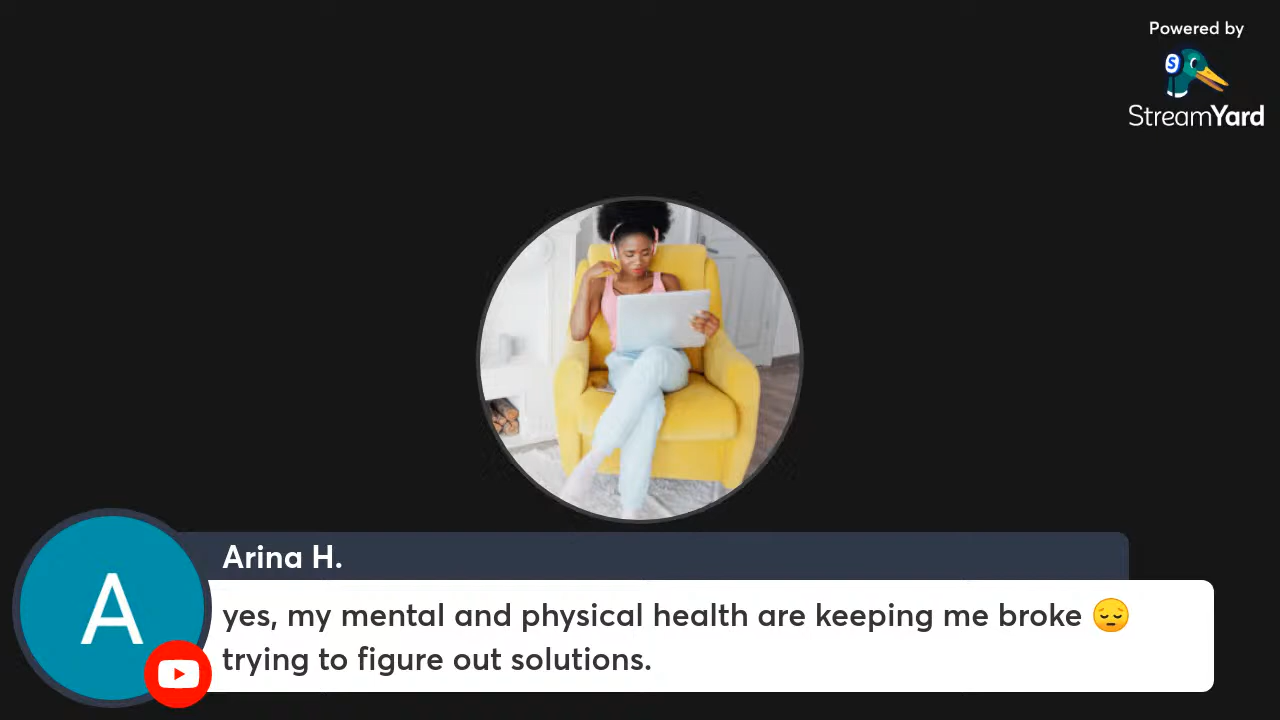 Powered by
S
StreamYard
Arina H.
A
yes, my mental and physical health are keeping me broke 😔
trying to figure out solutions.